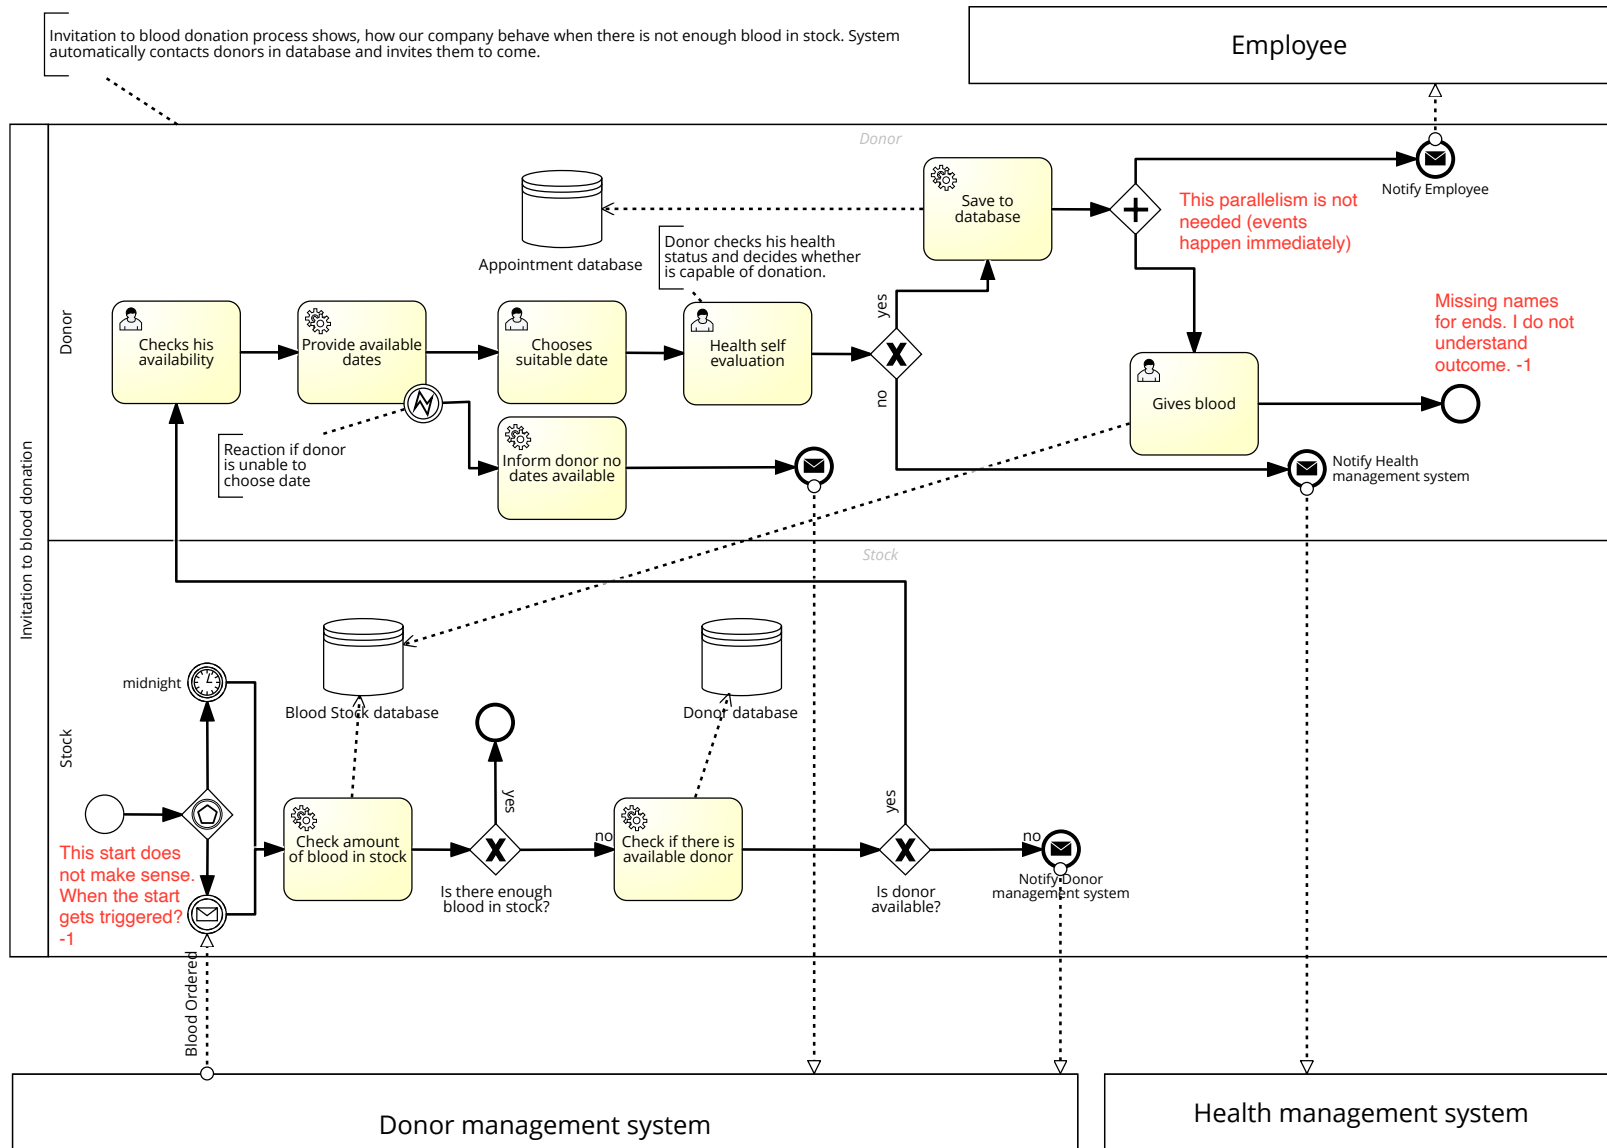 Invitation to blood donation process shows, how our company behave when there is not enough blood in stock. System
automatically contacts donors in database and invites them to come.
Employee
Donor
Notify Employee
Save to
database
This parallelism is not
needed (events
happen immediately)
Appointment database
Donor checks his health
status and decides whether
is capable of donation.
Donor
Checks his
availability
Provide available
dates
Chooses
suitable date
Health self
evaluation
yes
no
Missing names
for ends. I do not
understand
outcome. -1
Gives blood
Reaction if donor
is unable to
choose date
Inform donor no
dates available
Notify Health
management system
Invitation to blood donation
Stock
Stock
midnight
Blood Stock database
Donor database
yes
yes
Check amount
of blood in stock
no
Check if there is
available donor
no
This start does
not make sense.
When the start
gets triggered?
-1
Is there enough
blood in stock?
Is donor
available?
Notify Donor
management system
Blood Ordered
Donor management system
Health management system